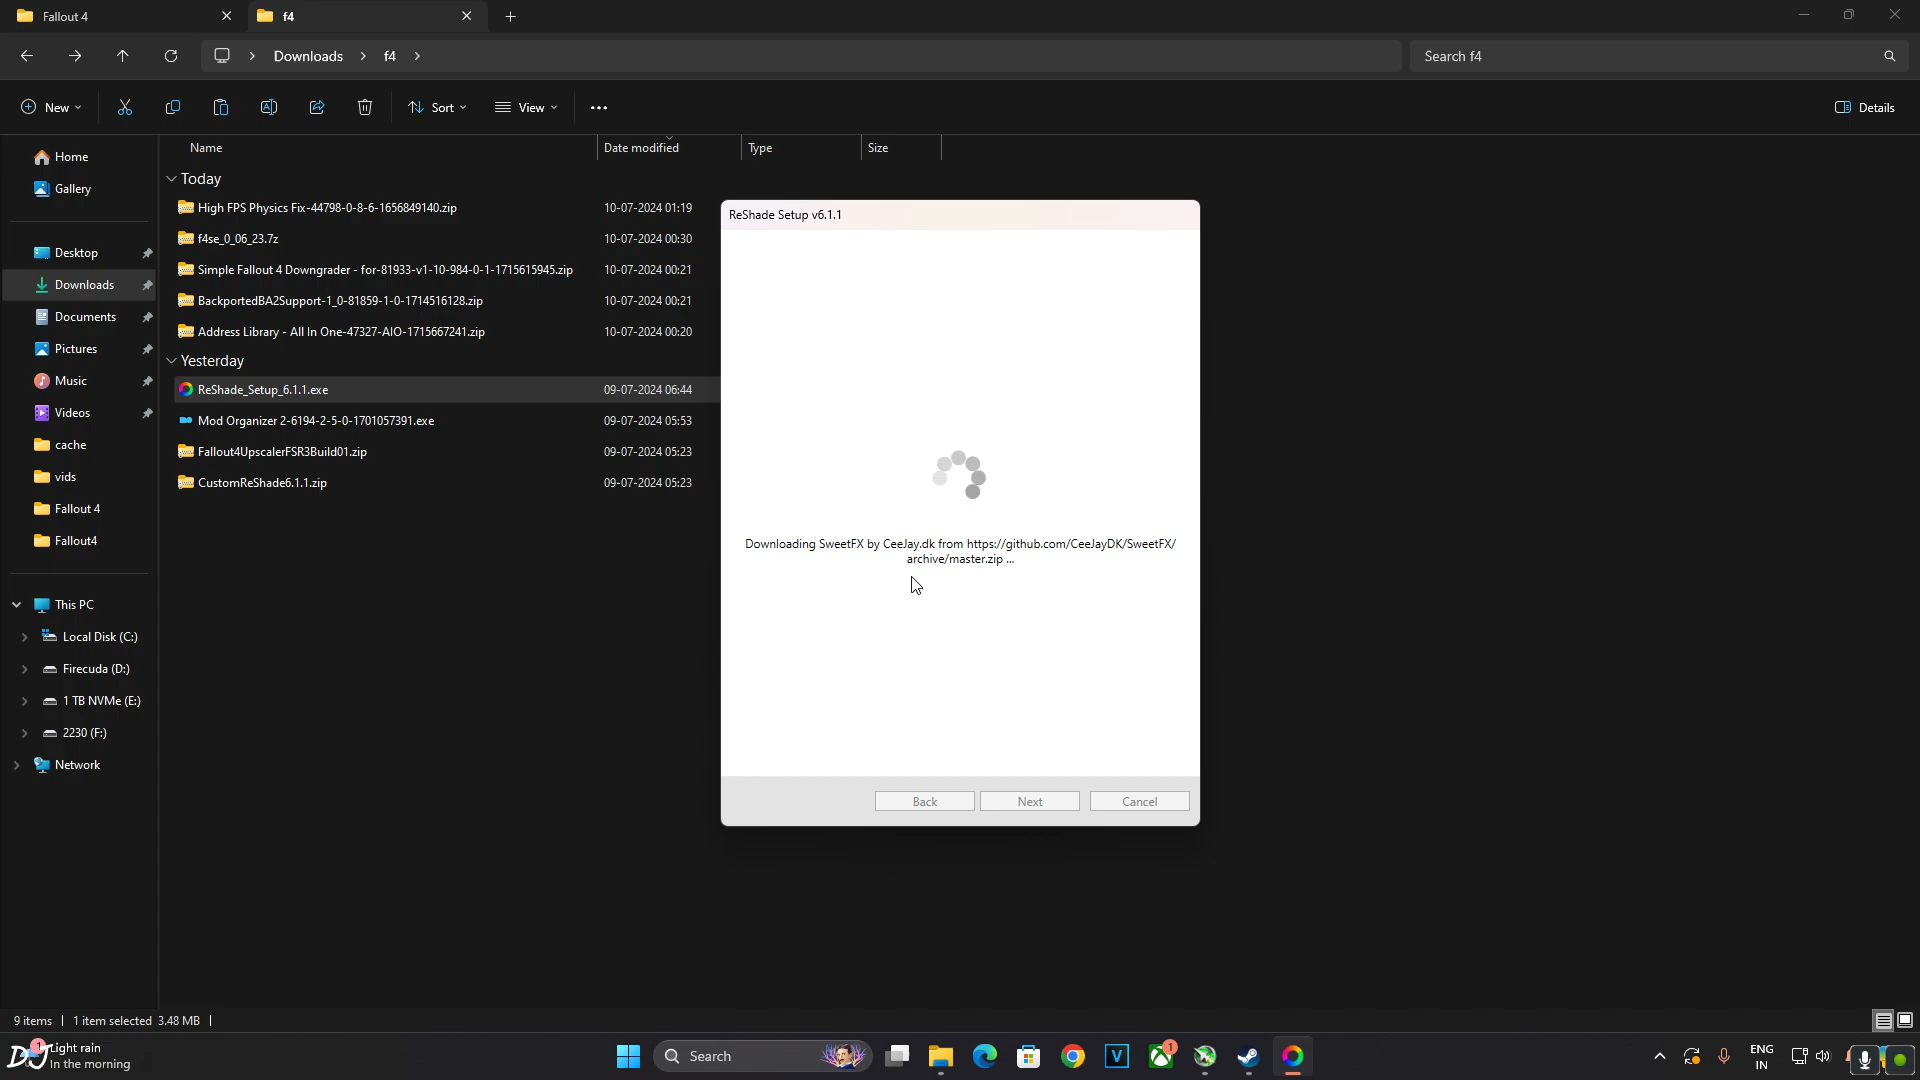 Fallout 4
f4
Downloads
f4
Search f4
New
Sort
View
Details
Name
Date modified
Type
Size
Home
Gallery
Desktop
Downloads
Documents
Pictures
Music
Videos
cache
vids
Fallout 4
Fallout4
This PC
Local Disk (C:)
Firecuda (D:)
1 TB NVMe (E:)
2230 (F:)
Network
Today
High FPS Physics Fix-44798-0-8-6-1656849140.zip 10-07-2024 01:19
f4se_0_06_23.7z 10-07-2024 00:30
Simple Fallout 4 Downgrader - for-81933-v1-10-984-0-1-1715615945.zip 10-07-2024 00:21
BackportedBA2Support-1_0-81859-1-0-1714516128.zip 10-07-2024 00:21
Address Library - All In One-47327-AIO-1715667241.zip 10-07-2024 00:20
Yesterday
ReShade_Setup_6.1.1.exe 09-07-2024 06:44
Mod Organizer 2-6194-2-5-0-1701057391.exe 09-07-2024 05:53
Fallout4UpscalerFSR3Build01.zip 09-07-2024 05:23
CustomReShade6.1.1.zip 09-07-2024 05:23
ReShade Setup v6.1.1
Downloading SweetFX by CeeJay.dk from https://github.com/CeeJayDK/SweetFX/
archive/master.zip ...
Back
Next
Cancel
9 items
1 item selected 3.48 MB
DJ
1
Light rain
In the morning
Search
V
1
ENG
IN